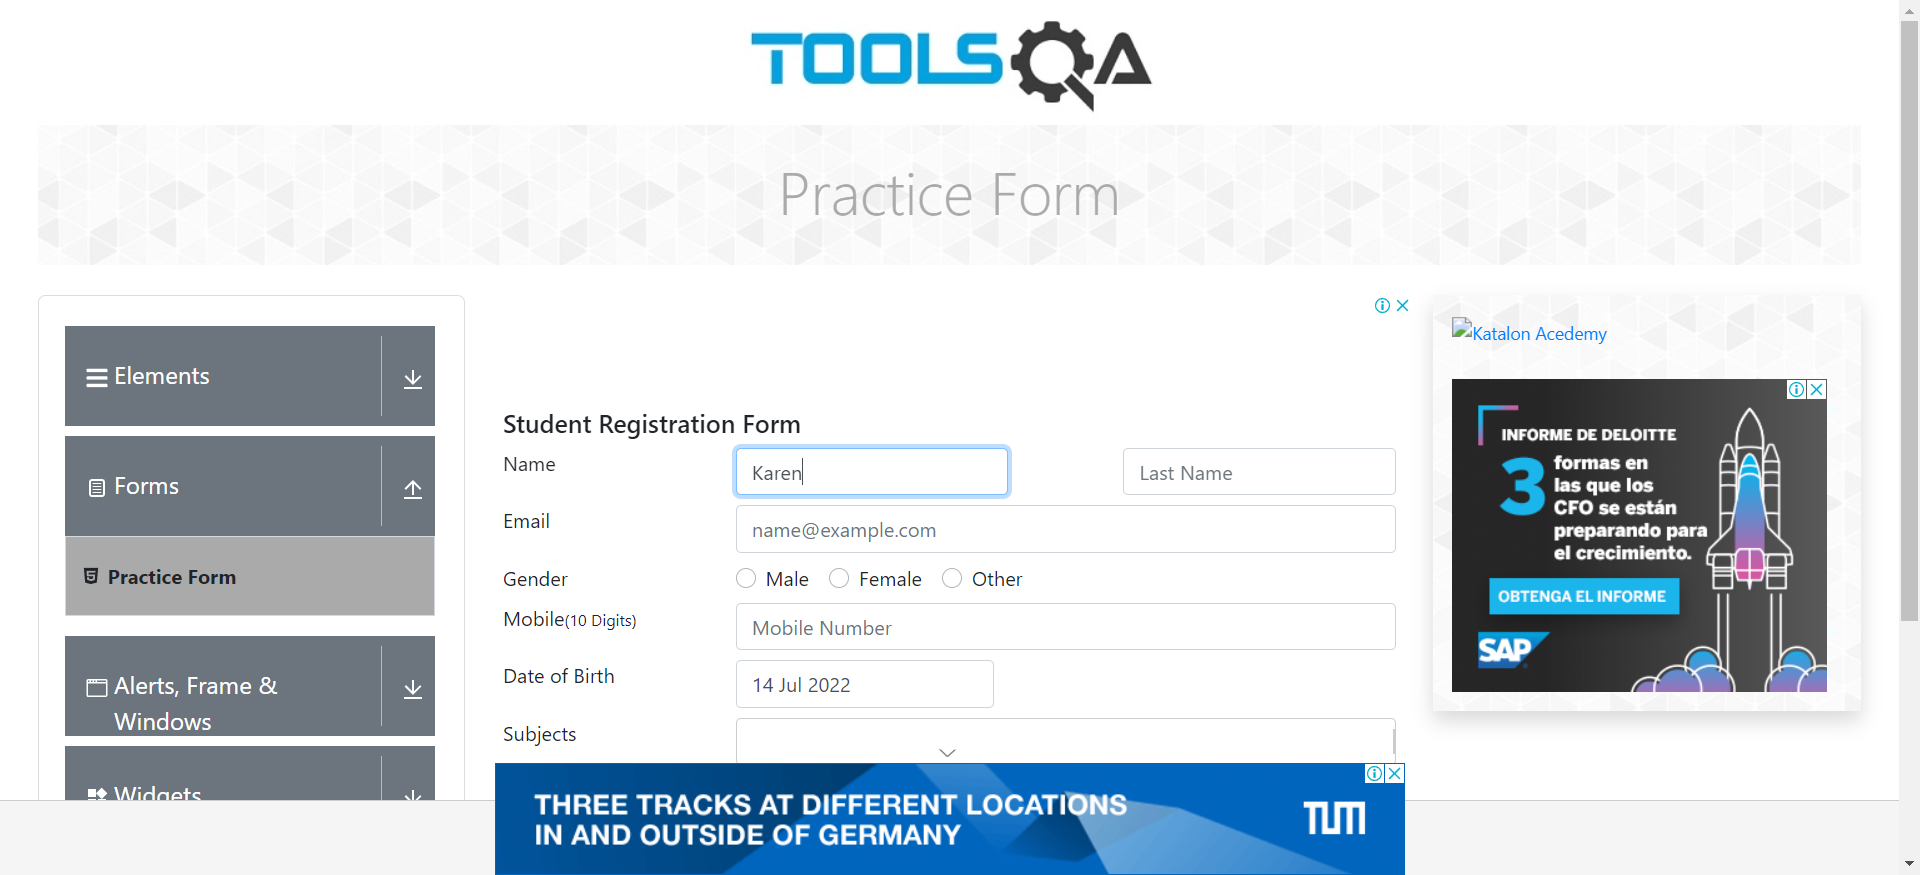 TOOLSQA
Practice Form
Elements
Forms
Practice Form
Alerts, Frame &
Windows
Widgets
Student Registration Form
Name
Karen
Last Name
Email
name@example.com
Gender
Male
Female
Other
Mobile(10 Digits)
Mobile Number
Date of Birth
14 Jul 2022
Subjects
THREE TRACKS AT DIFFERENT LOCATIONS
IN AND OUTSIDE OF GERMANY
TUM
Katalon Acedemy
INFORME DE DELOITTE
3 formas en
las que los
CFO se están
preparando para
el crecimiento.
OBTENGA EL INFORME
SAP